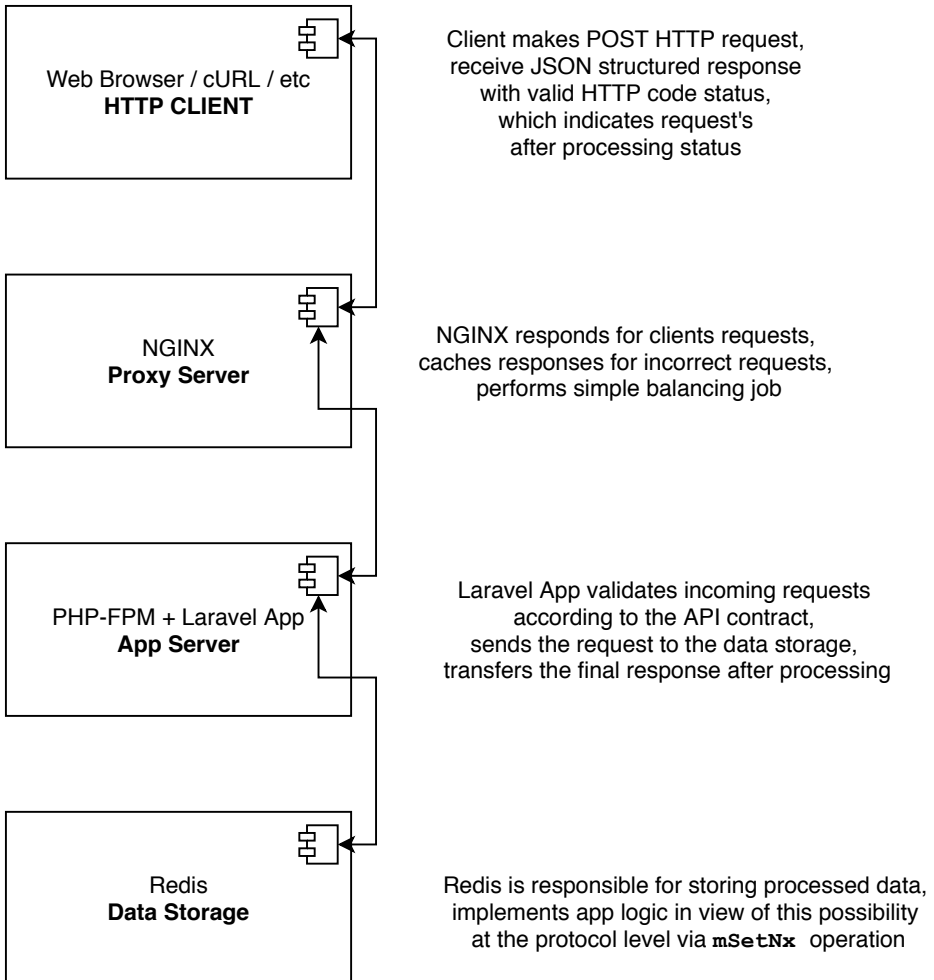 Web Browser / cURL / etc
HTTP CLIENT
Client makes POST HTTP request,
receive JSON structured response
with valid HTTP code status,
which indicates request's
after processing status
NGINX
Proxy Server
NGINX responds for clients requests,
caches responses for incorrect requests,
performs simple balancing job
PHP-FPM + Laravel App
App Server
Laravel App validates incoming requests
according to the API contract,
sends the request to the data storage,
transfers the final response after processing
Redis
Data Storage
Redis is responsible for storing processed data,
implements app logic in view of this possibility
at the protocol level via mSetNx operation